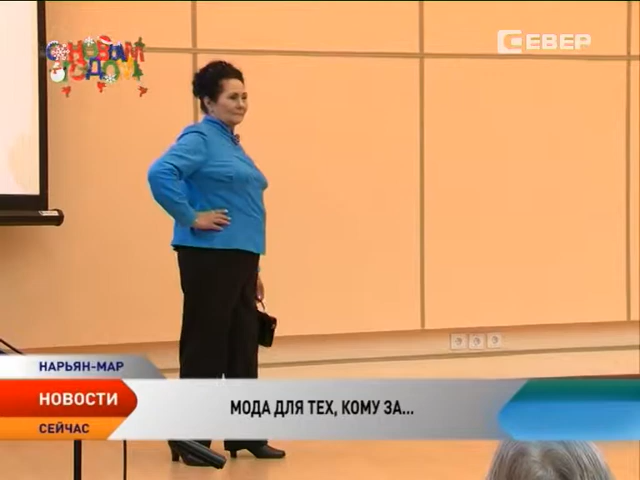 С НОВЫМ
ГОДОМ
СЕВЕР
НАРЬЯН-МАР
НОВОСТИ
СЕЙЧАС
МОДА ДЛЯ ТЕХ, КОМУ ЗА...